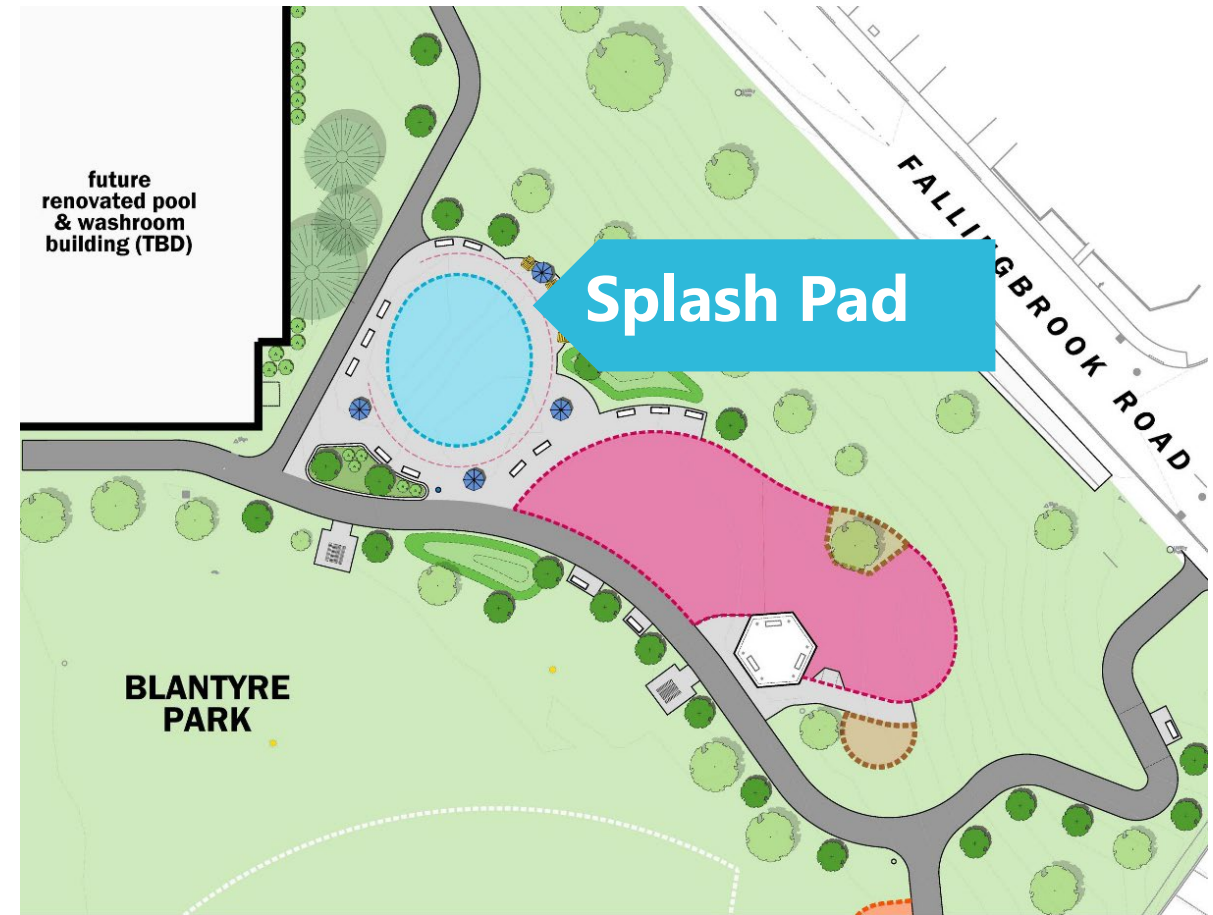 future
renovated pool
& washroom
building (TBD)
Splash Pad
FALLINGBROOK ROAD
BLANTYRE
PARK